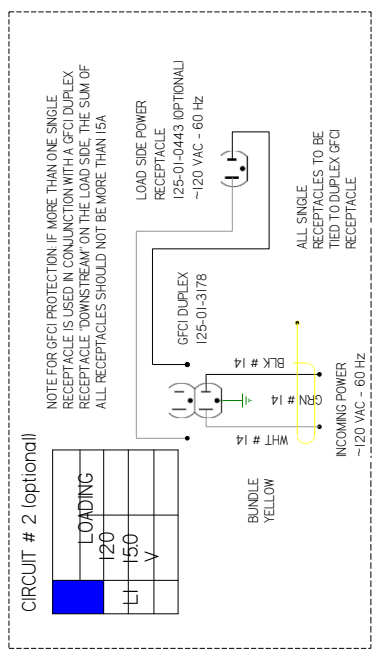 CIRCUIT # 2 (optional)
LOADING
120
V
L1
15.0
NOTE FOR GFCI PROTECTION: IF MORE THAN ONE SINGLE
RECEPTACLE IS USED IN CONJUNCTION WITH A GFCI DUPLEX
RECEPTACLE "DOWNSTREAM" ON THE LOAD SIDE, THE SUM OF
ALL RECEPTACLES SHOULD NOT BE MORE THAN 15A
LOAD SIDE POWER
RECEPTACLE
125-01-0443 (OPTIONAL)
~120 VAC - 60 Hz
GFCI DUPLEX
125-01-3178
BUNDLE
YELLOW
WHT # 14
GRN # 14
BLK # 14
INCOMING POWER
~120 VAC - 60 Hz
ALL SINGLE
RECEPTACLES TO BE
TIED TO DUPLEX GFCI
RECEPTACLE